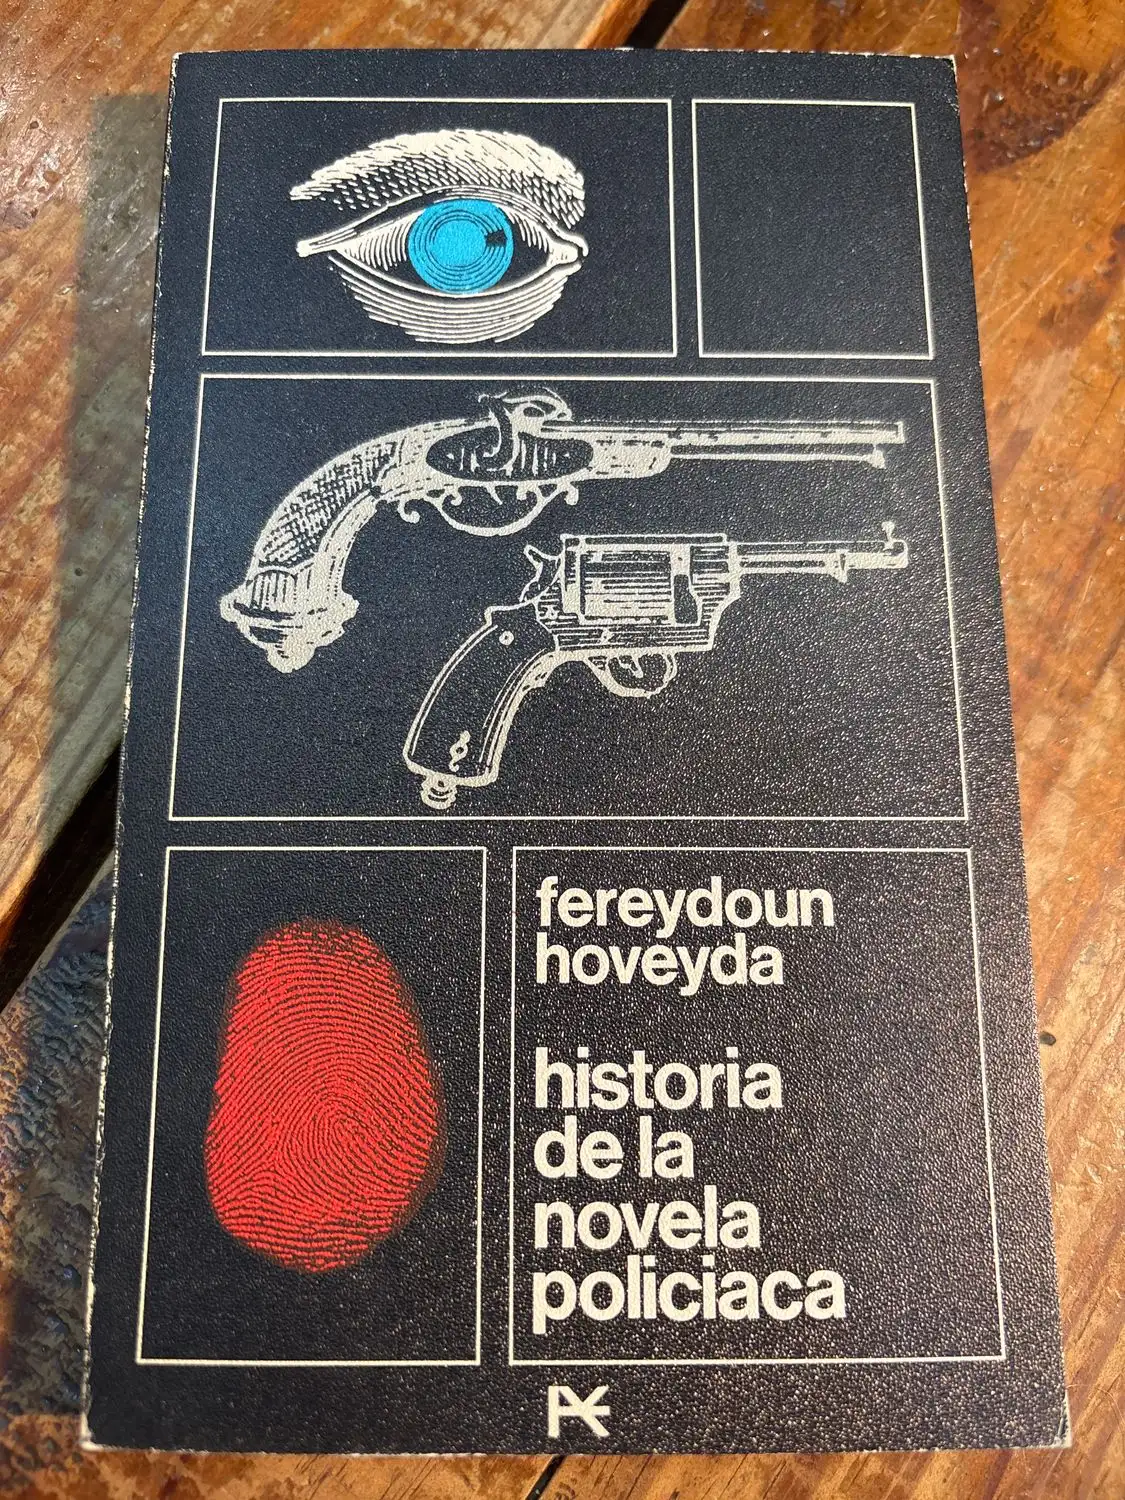 fereydoun
hoveyda
historia
de la
novela
policiaca